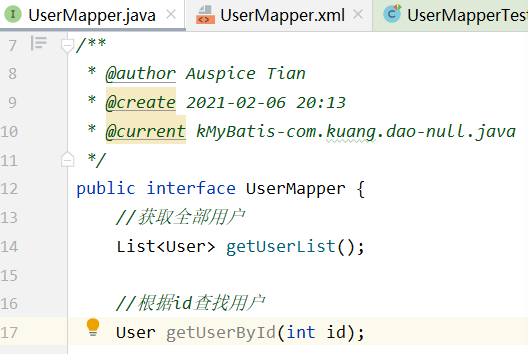 UserMapper.java UserMapper.xml UserMapperTes
7 /**
8 * @author Auspice Tian
9 * @create 2021-02-06 20:13
10 * @current kMyBatis-com.kuang.dao-null.java
11 */
12 public interface UserMapper {
13 //获取全部用户
14 List<User> getUserList();
15
16 //根据id查找用户
17 User getUserById(int id);